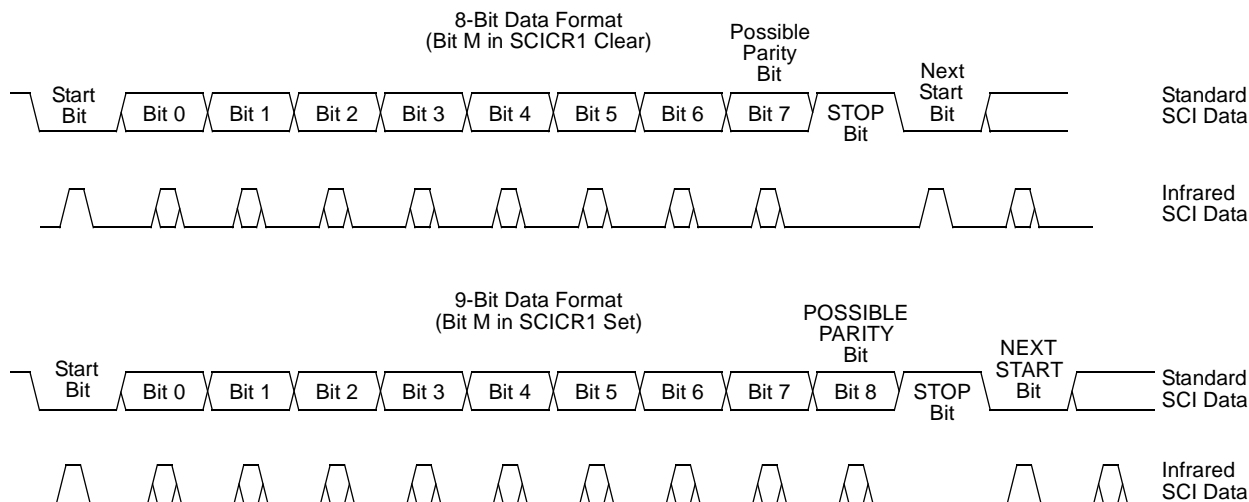 8-Bit Data Format
(Bit M in SCICR1 Clear)
Possible
Parity
Bit
Start
Bit
Bit 0
Bit 1
Bit 2
Bit 3
Bit 4
Bit 5
Bit 6
Bit 7
STOP
Bit
Next
Start
Bit
Standard
SCI Data
Infrared
SCI Data
9-Bit Data Format
(Bit M in SCICR1 Set)
POSSIBLE
PARITY
Bit
Start
Bit
Bit 0
Bit 1
Bit 2
Bit 3
Bit 4
Bit 5
Bit 6
Bit 7
Bit 8
STOP
Bit
NEXT
START
Bit
Standard
SCI Data
Infrared
SCI Data